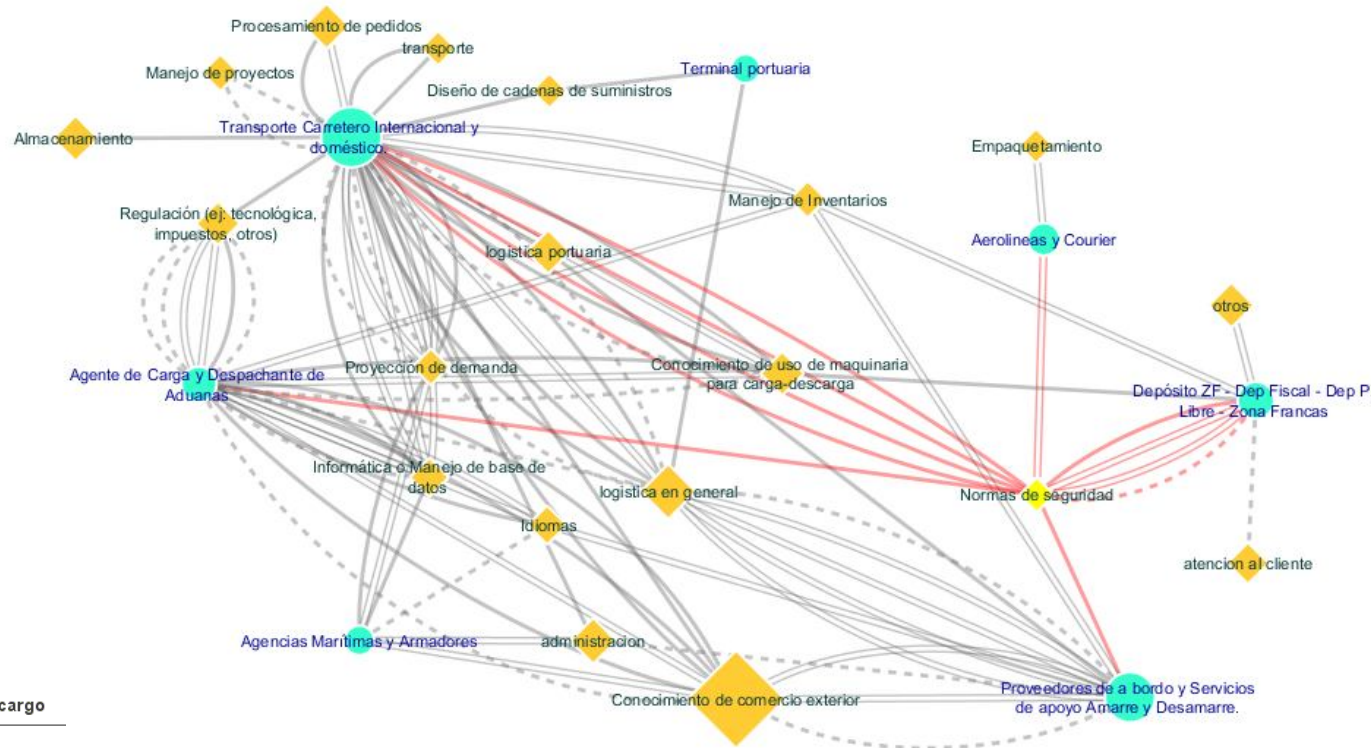 Procesamiento de pedidos
transporte
Manejo de proyectos
Terminal portuaria
Diseño de cadenas de suministros
Almacenamiento
Transporte Carretero Internacional y
doméstico.
Empaquetamiento
Manejo de Inventarios
Regulación (ej: tecnológica,
impuestos, otros)
Aerolineas y Courier
logistica portuaria
otros
Proyección de demanda
Conocimiento de uso de maquinaria
para carga-descarga
Agente de Carga y Despachante de
Aduanas
Depósito ZF - Dep Fiscal - Dep P
Libre - Zona Francas
Informática o Manejo de base de
datos
logistica en general
Normas de seguridad
Idiomas
atencion al cliente
Agencias Marítimas y Armadores
administracion
Conocimiento de comercio exterior
Proveedores de a bordo y Servicios
de apoyo Amarre y Desamarre.
cargo